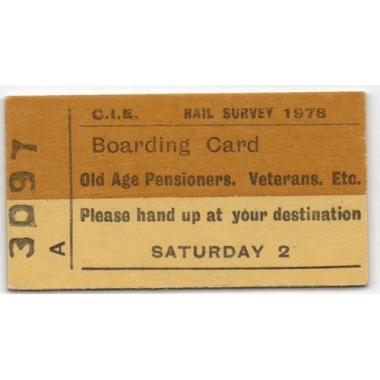 C.I.E. RAIL SURVEY 1978
Boarding Card
Old Age Pensioners. Veterans. Etc.
Please hand up at your destination
SATURDAY 2
3097
A